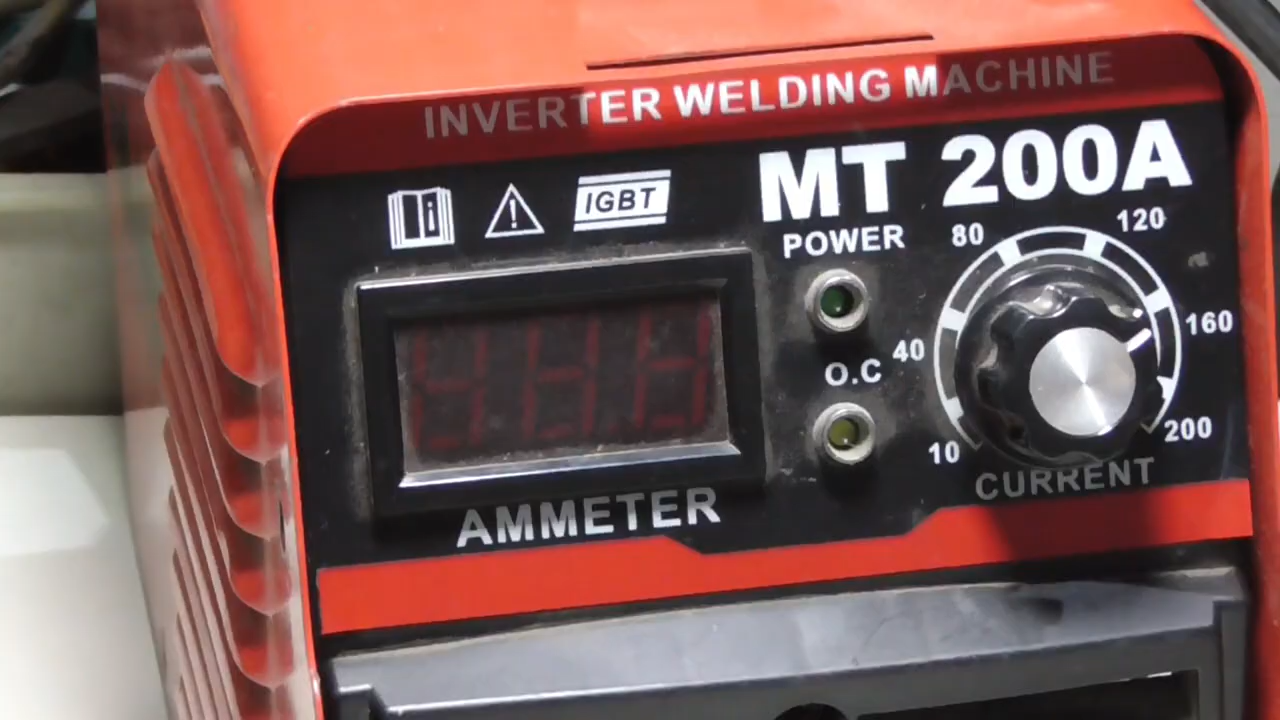 INVERTER WELDING MACHINE
MT 200A
i ! IGBT
POWER
80 120
40 160
O.C
10 200
CURRENT
AMMETER